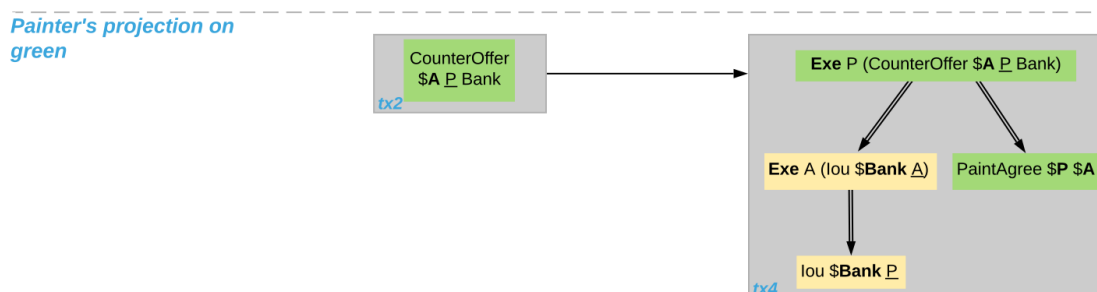 Painter's projection on
green
CounterOffer
$A P Bank
tx2
Exe P (CounterOffer $A P Bank)
Exe A (Iou $Bank A)
PaintAgree $P $A
Iou $Bank P
tx4